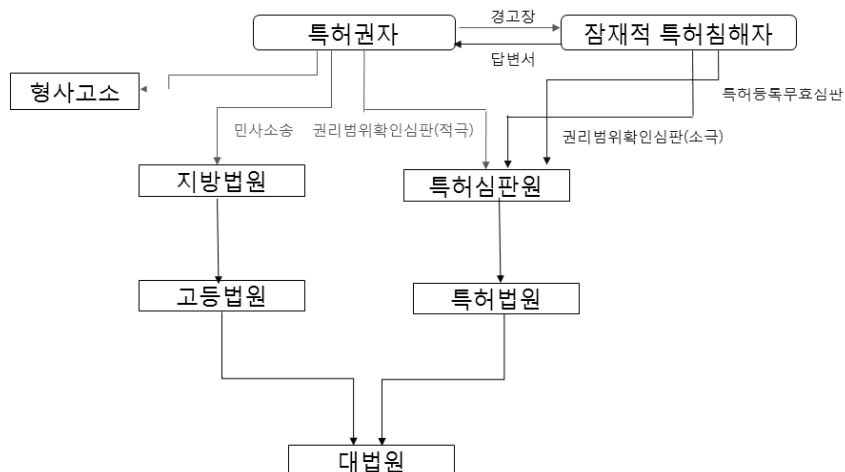 경고장
특허권자
잠재적 특허침해자
답변서
형사고소
특허등록무효심판
민사소송
권리범위확인심판(적극)
권리범위확인심판(소극)
지방법원
특허심판원
고등법원
특허법원
대법원